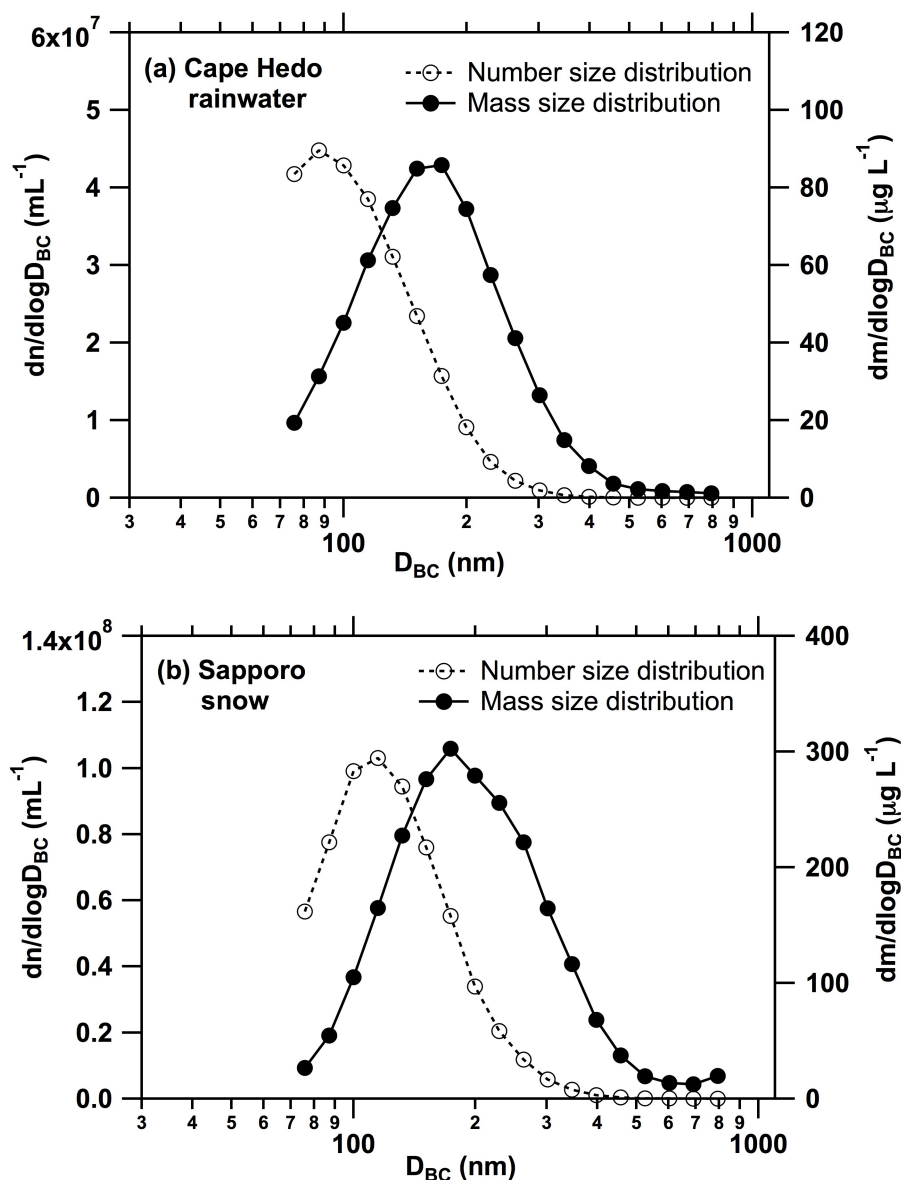 6x10^7
120
(a) Cape Hedo
rainwater
Number size distribution
Mass size distribution
5
100
4
80
3
60
2
40
1
20
0
0
dn/dlogD_BC (mL^-1)
dm/dlogD_BC (µg L^-1)
3 4 5 6 7 8 9 2 3 4 5 6 7 8 9
100 1000
D_BC (nm)
1.4x10^8
400
(b) Sapporo
snow
Number size distribution
Mass size distribution
1.2
300
1.0
0.8
200
0.6
0.4
100
0.2
0.0
0
dn/dlogD_BC (mL^-1)
dm/dlogD_BC (µg L^-1)
3 4 5 6 7 8 9 2 3 4 5 6 7 8 9
100 1000
D_BC (nm)